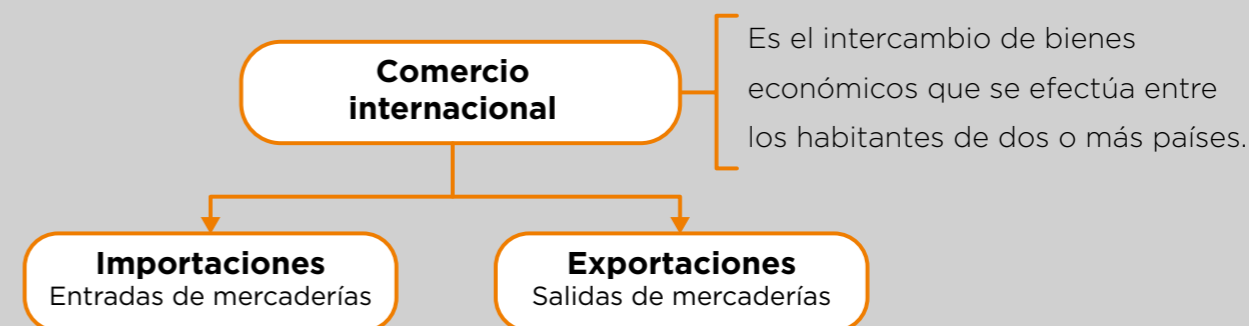 Comercio
internacional
Es el intercambio de bienes
económicos que se efectúa entre
los habitantes de dos o más países.
Importaciones
Entradas de mercaderías
Exportaciones
Salidas de mercaderías